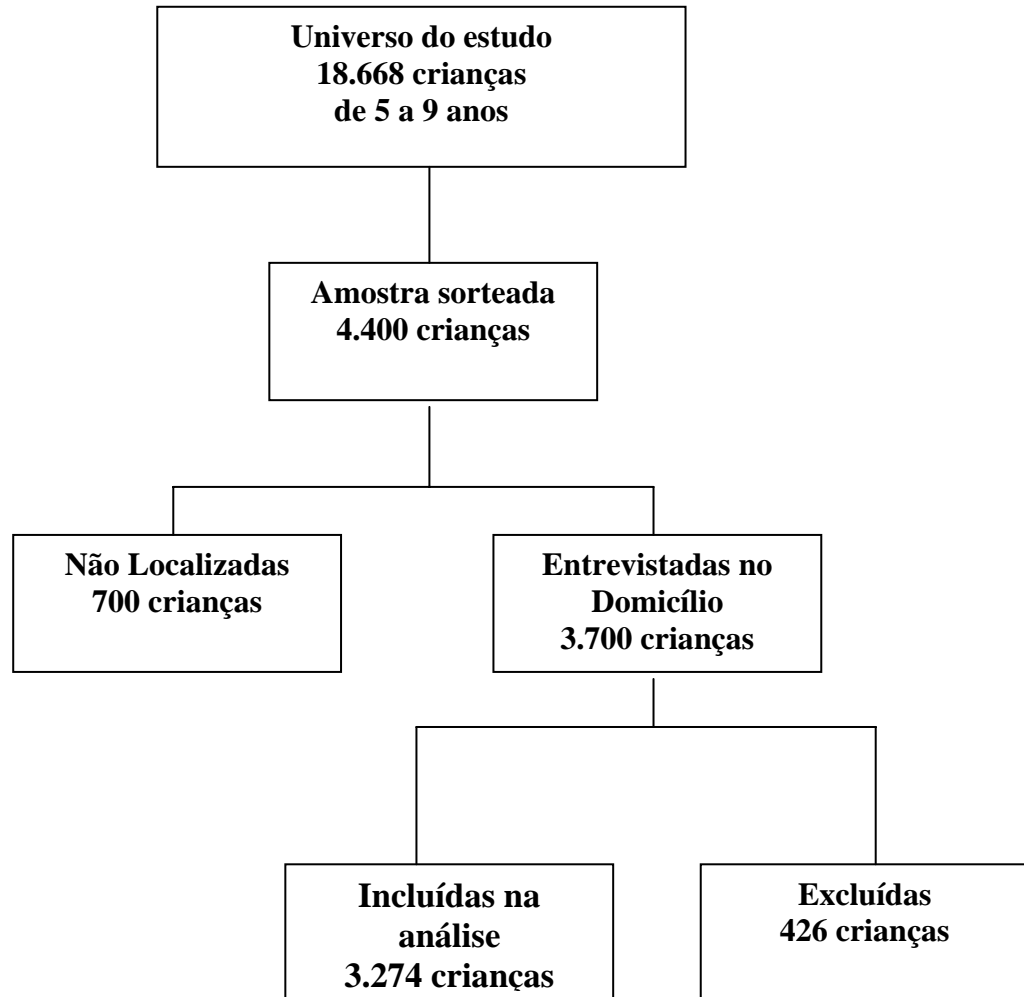 Universo do estudo
18.668 crianças
de 5 a 9 anos
Amostra sorteada
4.400 crianças
Não Localizadas
700 crianças
Entrevistadas no
Domicílio
3.700 crianças
Incluídas na
análise
3.274 crianças
Excluídas
426 crianças